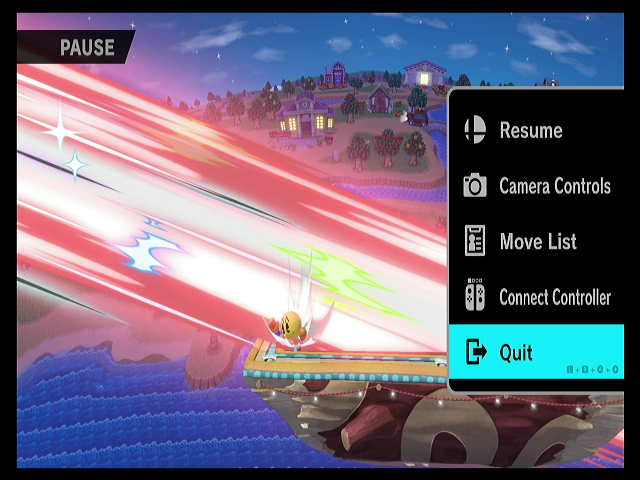 PAUSE
Resume
Camera Controls
Move List
Connect Controller
Quit
L + R + A +